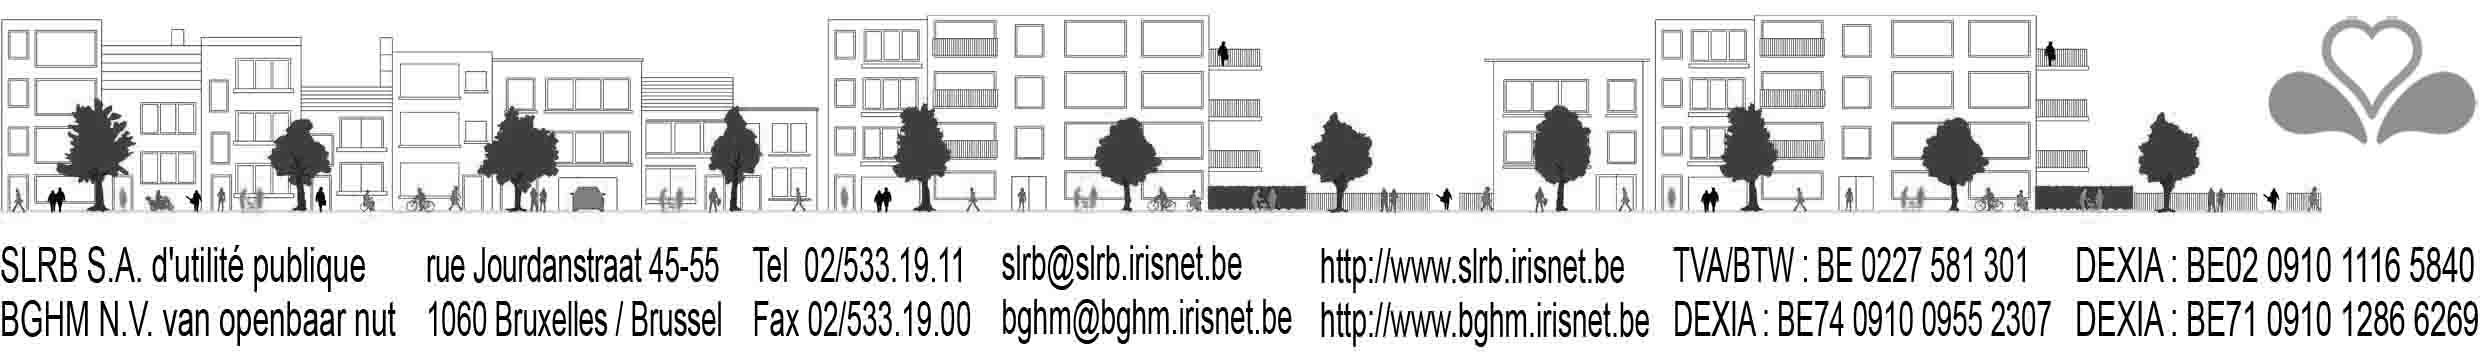 SLRB S.A. d'utilité publique rue Jourdanstraat 45-55 Tel 02/533.19.11 slrb@slrb.irisnet.be http://www.slrb.irisnet.be TVA/BTW : BE 0227 581 301 DEXIA : BE02 0910 1116 5840
BGHM N.V. van openbaar nut 1060 Bruxelles / Brussel Fax 02/533.19.00 bghm@bghm.irisnet.be http://www.bghm.irisnet.be DEXIA : BE74 0910 0955 2307 DEXIA : BE71 0910 1286 6269